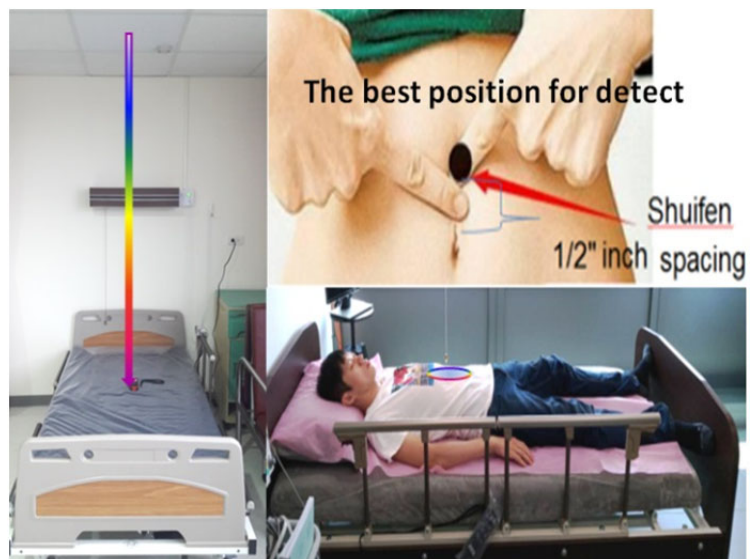 The best position for detect
Shuifen
1/2" inch spacing